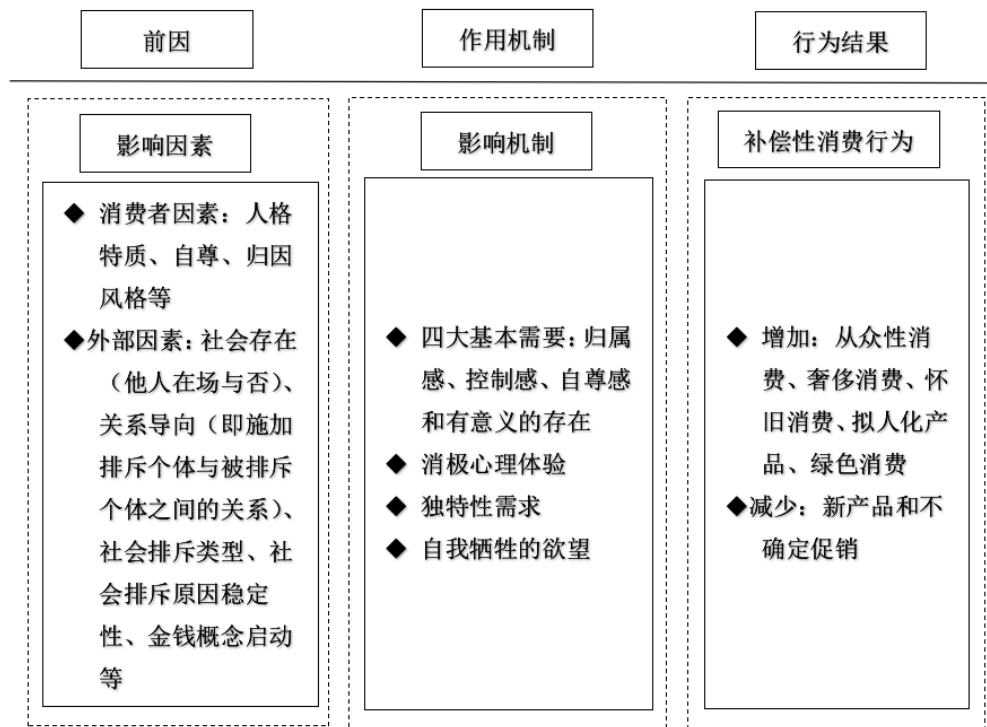 前因
作用机制
行为结果
影响因素
◆ 消费者因素：人格
特质、自尊、归因
风格等
◆外部因素：社会存在
（他人在场与否）、
关系导向（即施加
排斥个体与被排斥
个体之间的关系）、
社会排斥类型、社
会排斥原因稳定
性、金钱概念启动
等
影响机制
◆ 四大基本需要：归属
感、控制感、自尊感
和有意义的存在
◆ 消极心理体验
◆ 独特性需求
◆ 自我牺牲的欲望
补偿性消费行为
◆ 增加：从众性消
费、奢侈消费、怀
旧消费、拟人化产
品、绿色消费
◆减少：新产品和不
确定促销